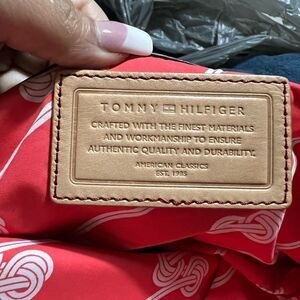 TOMMY HILFIGER
CRAFTED WITH THE FINEST MATERIALS
AND WORKMANSHIP TO ENSURE
AUTHENTIC QUALITY AND DURABILITY.
AMERICAN CLASSICS
EST. 1985